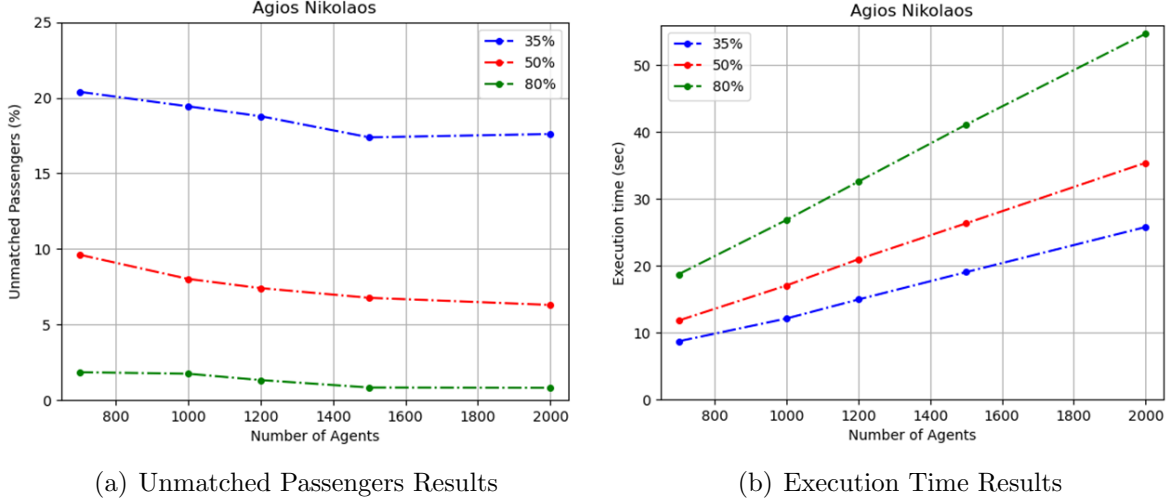 Agios Nikolaos
25
20
15
10
5
0
Unmatched Passengers (%)
35%
50%
80%
800 1000 1200 1400 1600 1800 2000
Number of Agents
(a) Unmatched Passengers Results
Agios Nikolaos
50
40
30
20
10
0
Execution time (sec)
35%
50%
80%
800 1000 1200 1400 1600 1800 2000
Number of Agents
(b) Execution Time Results